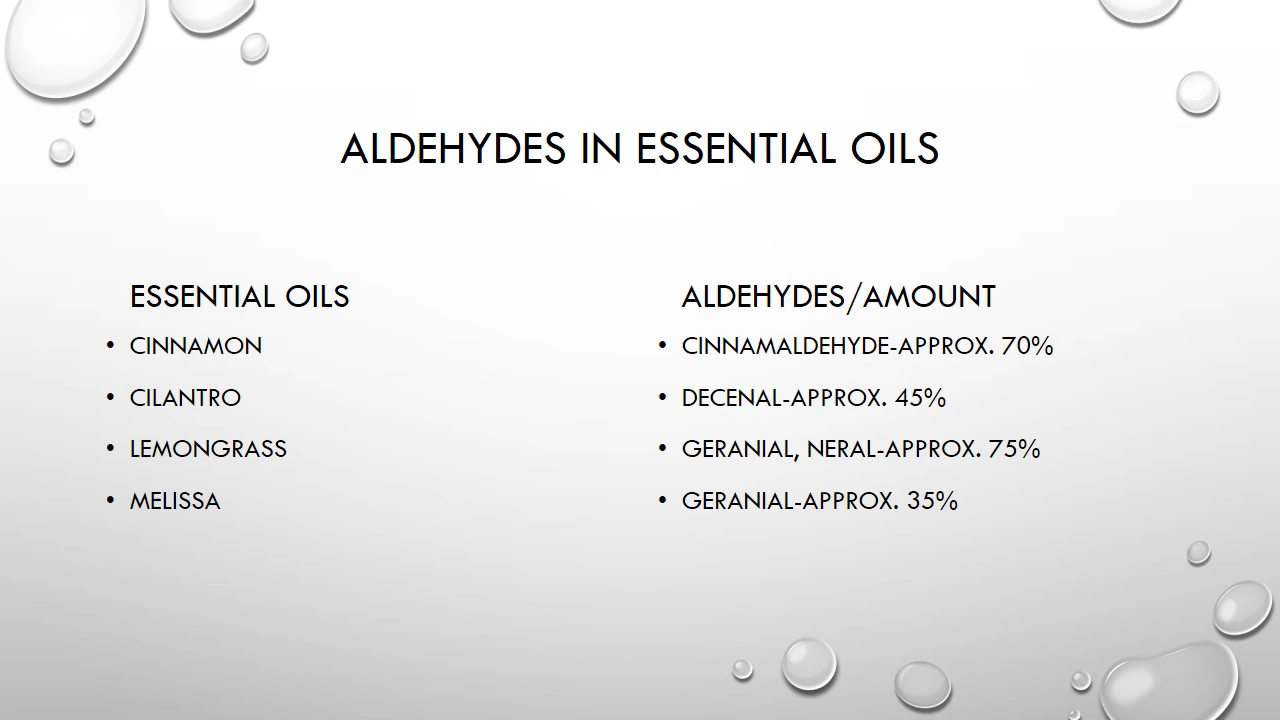 ALDEHYDES IN ESSENTIAL OILS
ESSENTIAL OILS
• CINNAMON
• CILANTRO
• LEMONGRASS
• MELISSA
ALDEHYDES/AMOUNT
• CINNAMALDEHYDE-APPROX. 70%
• DECENAL-APPROX. 45%
• GERANIAL, NERAL-APPROX. 75%
• GERANIAL-APPROX. 35%